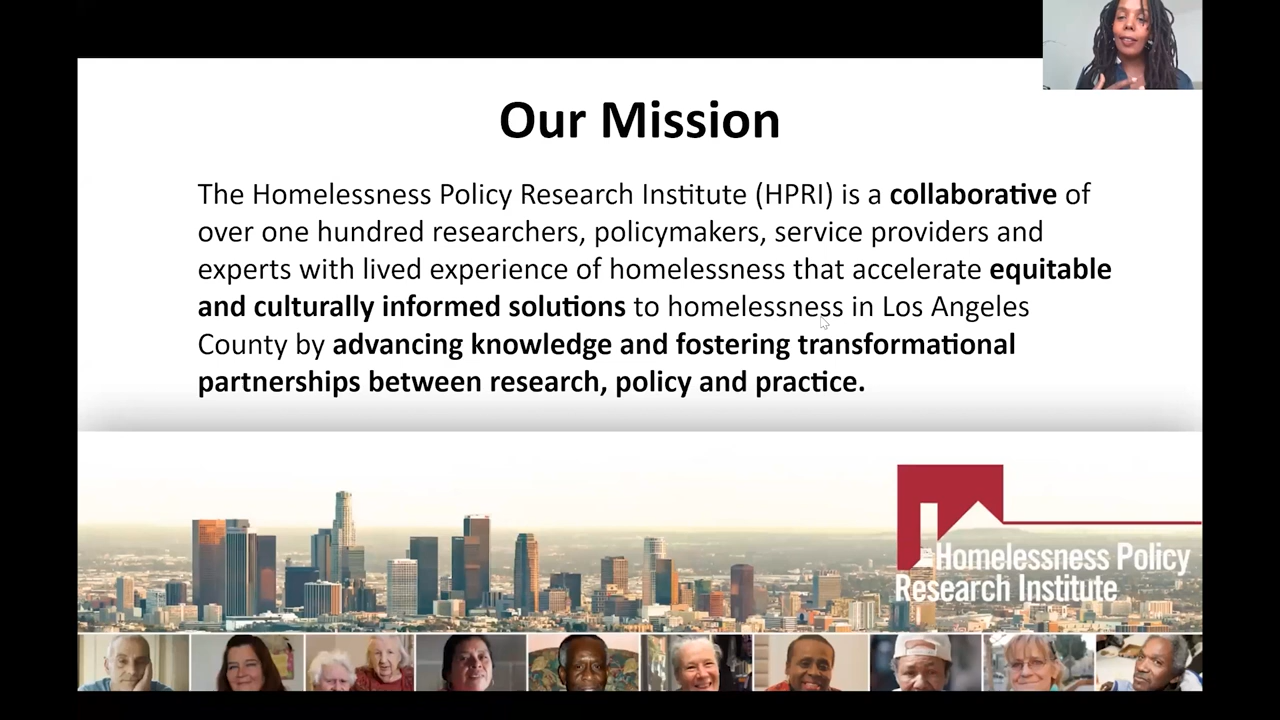 Our Mission
The Homelessness Policy Research Institute (HPRI) is a collaborative of
over one hundred researchers, policymakers, service providers and
experts with lived experience of homelessness that accelerate equitable
and culturally informed solutions to homelessness in Los Angeles
County by advancing knowledge and fostering transformational
partnerships between research, policy and practice.
Homelessness Policy
Research Institute